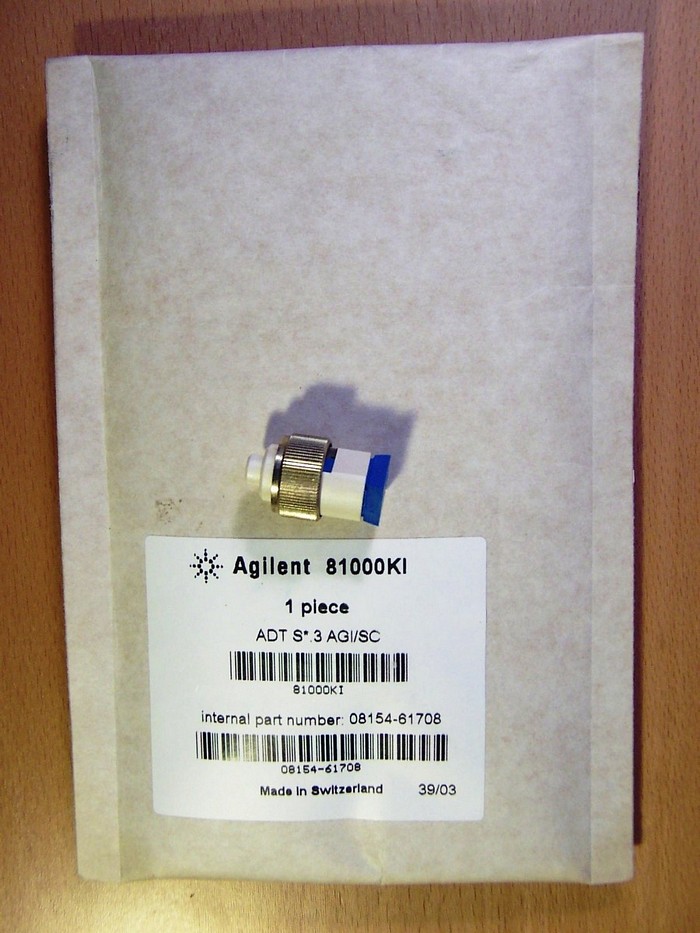 Agilent 81000KI
1 piece
ADT S*.3 AGI/SC
81000KI
internal part number: 08154-61708
08154-61708
Made in Switzerland 39/03